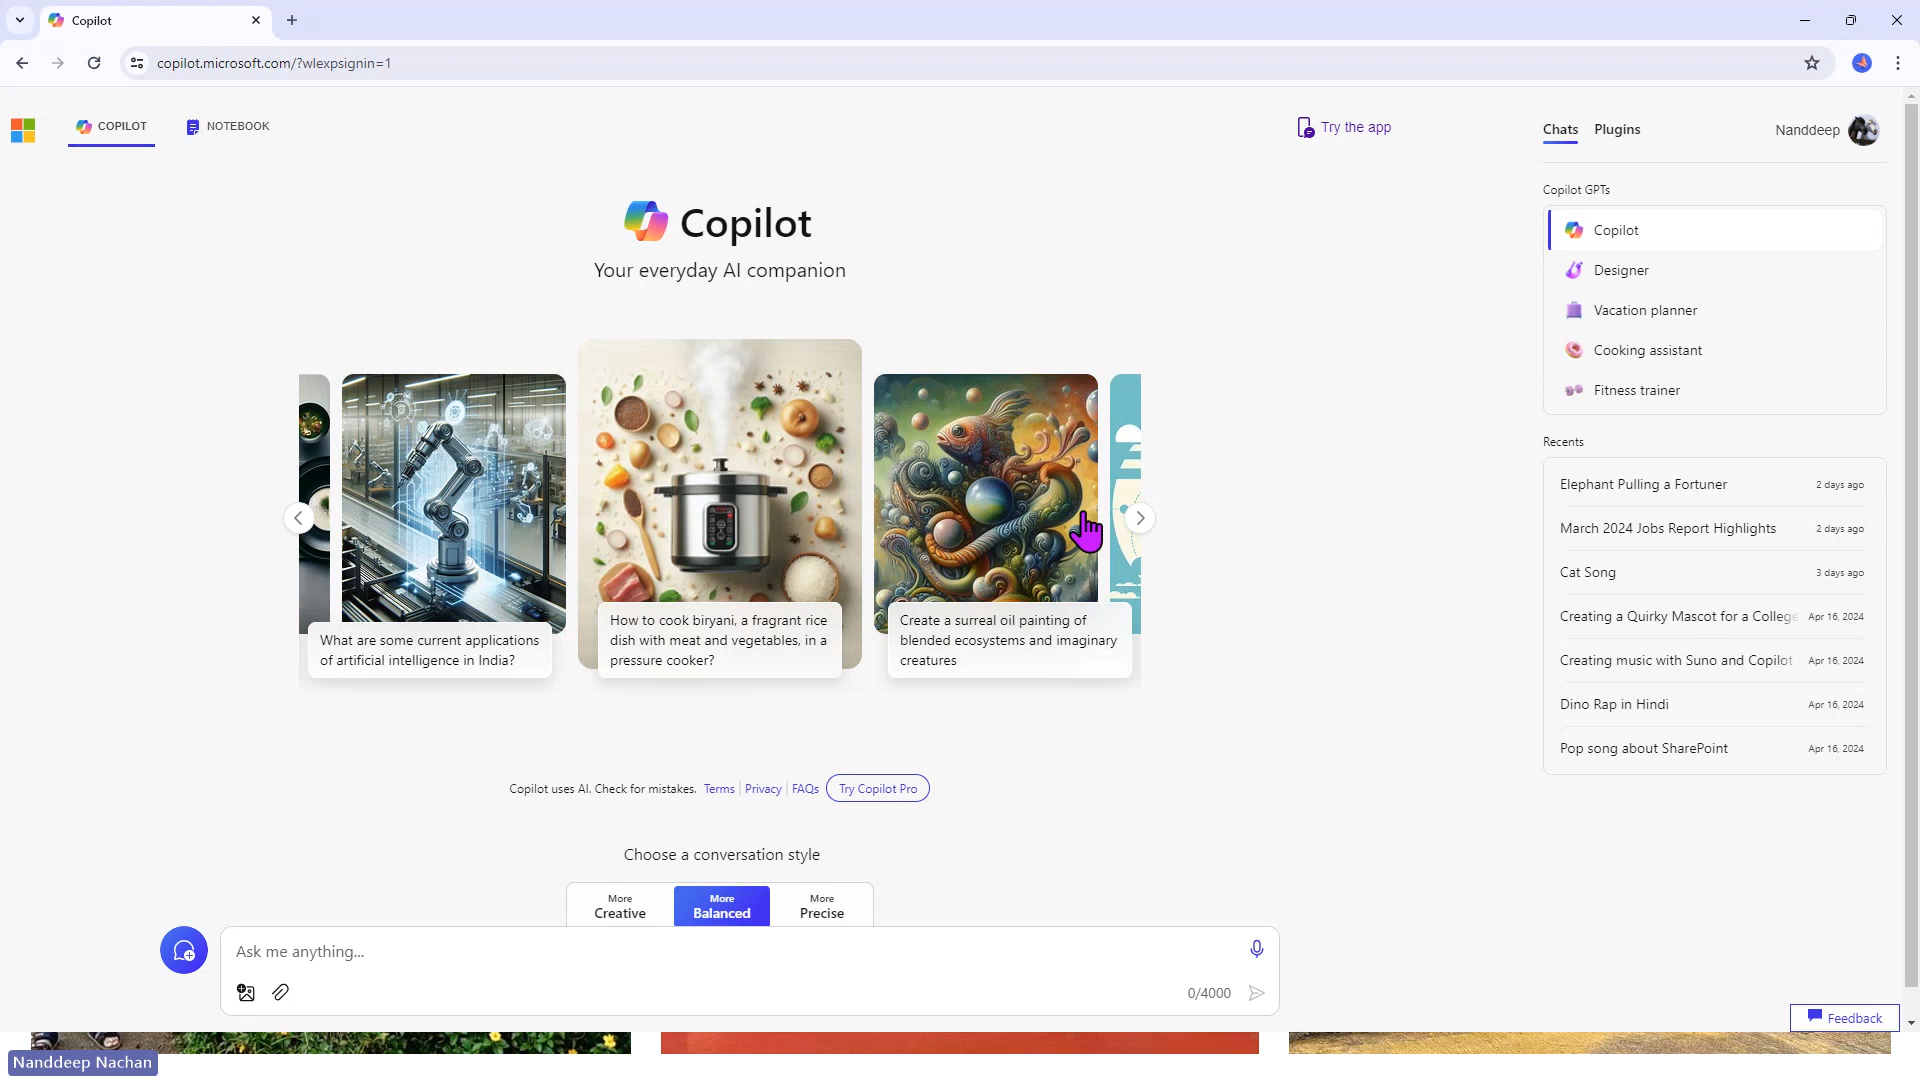 Copilot
copilot.microsoft.com/?wlexpsignin=1
COPILOT
NOTEBOOK
Try the app
Chats
Plugins
Nanddeep
Copilot
Your everyday AI companion
What are some current applications
of artificial intelligence in India?
How to cook biryani, a fragrant rice
dish with meat and vegetables, in a
pressure cooker?
Create a surreal oil painting of
blended ecosystems and imaginary
creatures
Copilot uses AI. Check for mistakes. Terms Privacy FAQs Try Copilot Pro
Choose a conversation style
More
Creative
More
Balanced
More
Precise
Ask me anything...
0/4000
Copilot GPTs
Copilot
Designer
Vacation planner
Cooking assistant
Fitness trainer
Recents
Elephant Pulling a Fortuner 2 days ago
March 2024 Jobs Report Highlights 2 days ago
Cat Song 3 days ago
Creating a Quirky Mascot for a College Apr 16, 2024
Creating music with Suno and Copilot Apr 16, 2024
Dino Rap in Hindi Apr 16, 2024
Pop song about SharePoint Apr 16, 2024
Feedback
Nanddeep Nachan